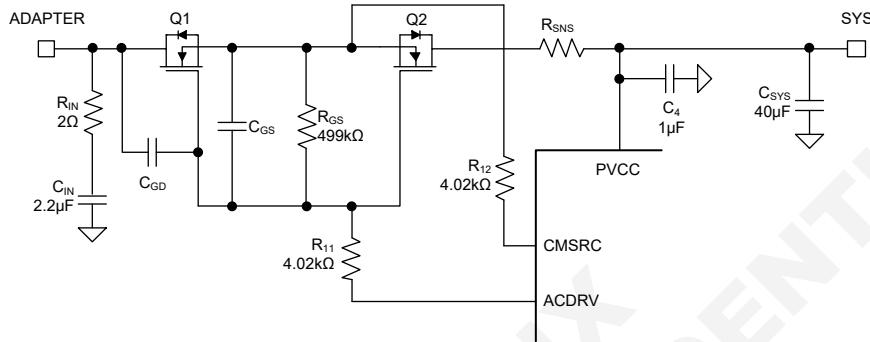 ADAPTER
Q1
Q2
RSNS
SYS
RIN
2Ω
CGS
RGS
499kΩ
C4
1µF
CSYS
40µF
CGD
R12
4.02kΩ
PVCC
CIN
2.2µF
R11
4.02kΩ
CMSRC
ACDRV